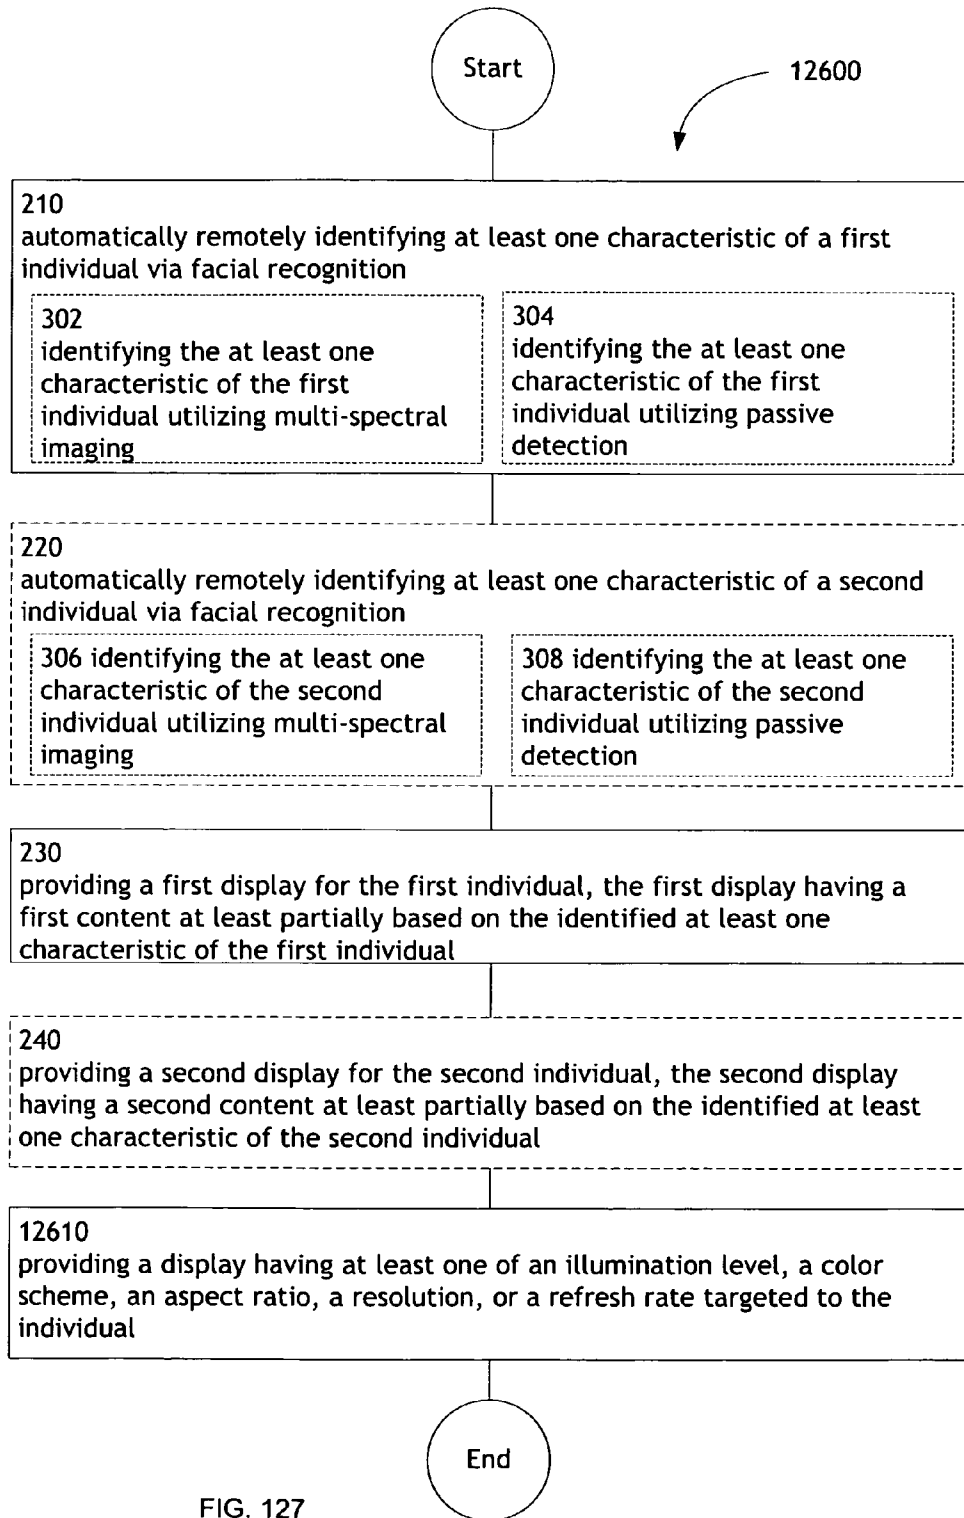 Start
12600
210
automatically remotely identifying at least one characteristic of a first
individual via facial recognition
302
identifying the at least one
characteristic of the first
individual utilizing multi-spectral
imaging
304
identifying the at least one
characteristic of the first
individual utilizing passive
detection
220
automatically remotely identifying at least one characteristic of a second
individual via facial recognition
306 identifying the at least one
characteristic of the second
individual utilizing multi-spectral
imaging
308 identifying the at least one
characteristic of the second
individual utilizing passive
detection
230
providing a first display for the first individual, the first display having a
first content at least partially based on the identified at least one
characteristic of the first individual
240
providing a second display for the second individual, the second display
having a second content at least partially based on the identified at least
one characteristic of the second individual
12610
providing a display having at least one of an illumination level, a color
scheme, an aspect ratio, a resolution, or a refresh rate targeted to the
individual
End
FIG. 127